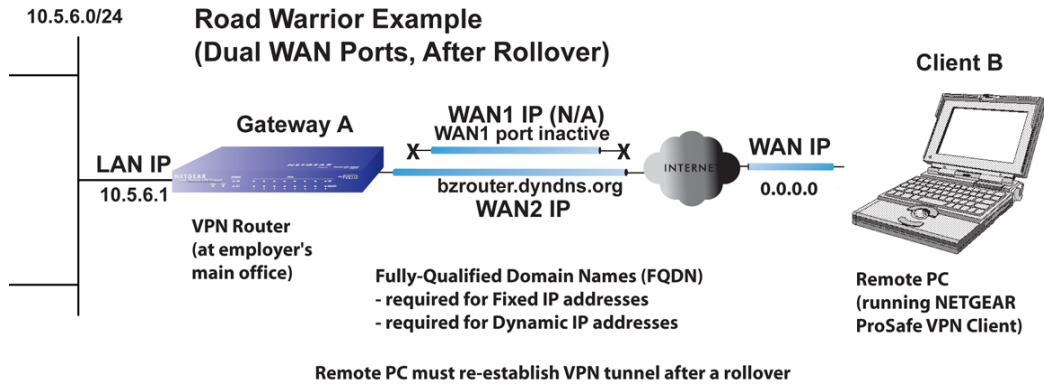 10.5.6.0/24
Road Warrior Example
(Dual WAN Ports, After Rollover)
Client B
Gateway A
WAN1 IP (N/A)
WAN1 port inactive
X
X
LAN IP
10.5.6.1
NETGEAR
bzrouter.dyndns.org
WAN2 IP
INTERNET
WAN IP
0.0.0.0
VPN Router
(at employer's
main office)
Fully-Qualified Domain Names (FQDN)
- required for Fixed IP addresses
- required for Dynamic IP addresses
Remote PC
(running NETGEAR
ProSafe VPN Client)
Remote PC must re-establish VPN tunnel after a rollover